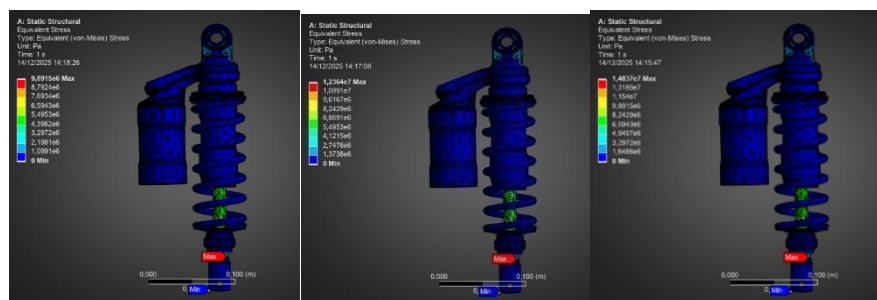 A: Static Structural
Equivalent Stress
Type: Equivalent (von-Mises) Stress
Unit: Pa
Time: 1 s
14/12/2025 14:18:26
9,8915e6 Max
8,7924e6
7,6934e6
6,5943e6
5,4953e6
4,3962e6
3,2972e6
2,1981e6
1,0991e6
0 Min
Max
0,000
0,100 (m)
Min
A: Static Structural
Equivalent Stress
Type: Equivalent (von-Mises) Stress
Unit: Pa
Time: 1 s
14/12/2025 14:17:08
1,2364e7 Max
1,0991e7
9,6167e6
8,2429e6
6,8691e6
5,4953e6
4,1215e6
2,7476e6
1,3738e6
0 Min
Max
0,000
0,100 (m)
Min
A: Static Structural
Equivalent Stress
Type: Equivalent (von-Mises) Stress
Unit: Pa
Time: 1 s
14/12/2025 14:15:47
1,4837e7 Max
1,3189e7
1,154e7
9,8915e6
8,2429e6
6,5943e6
4,9457e6
3,2972e6
1,6486e6
0 Min
Max
0,000
0,100 (m)
Min